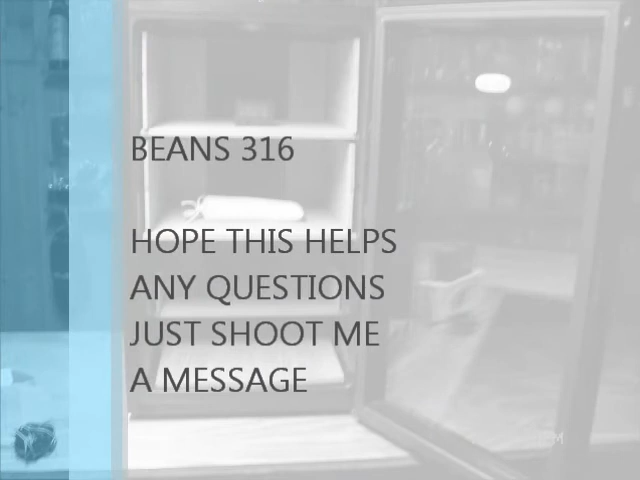 BEANS 316
HOPE THIS HELPS
ANY QUESTIONS
JUST SHOOT ME
A MESSAGE